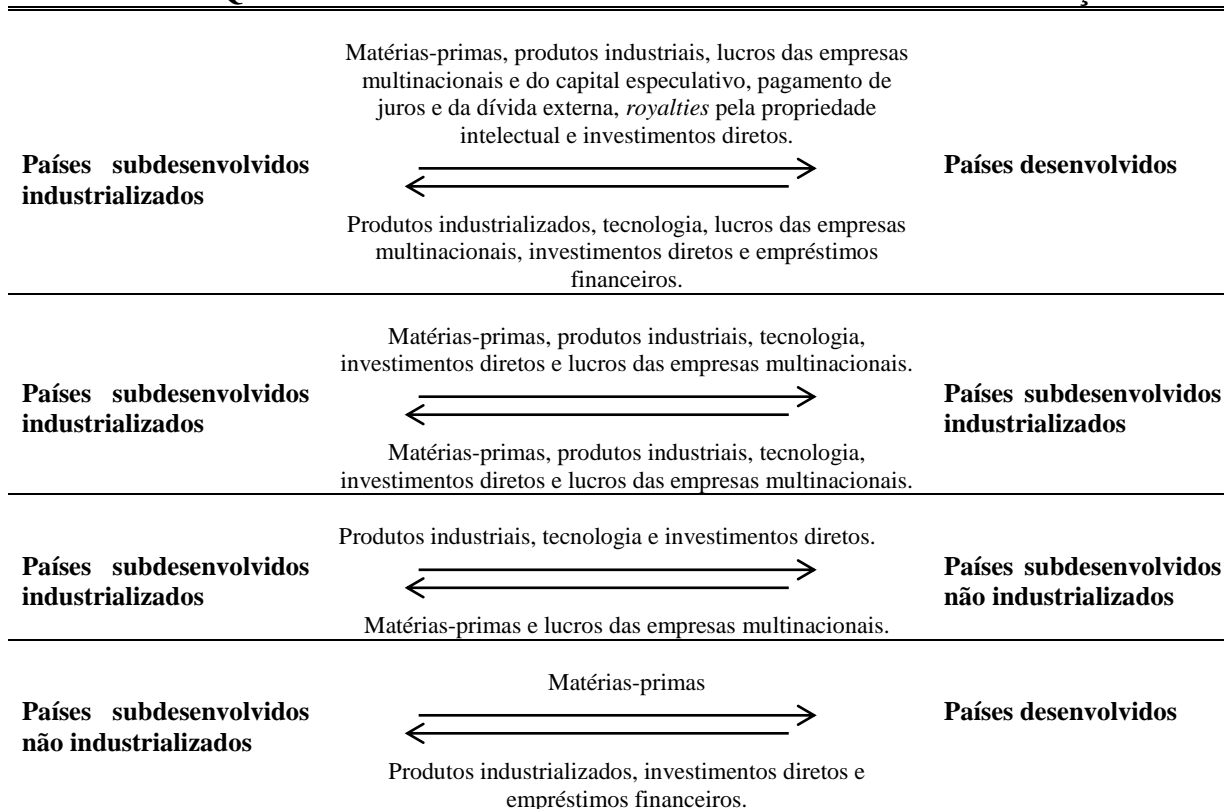 Matérias-primas, produtos industriais, lucros das empresas
multinacionais e do capital especulativo, pagamento de
juros e da dívida externa, royalties pela propriedade
intelectual e investimentos diretos.
Países subdesenvolvidos
industrializados
Países desenvolvidos
Produtos industrializados, tecnologia, lucros das empresas
multinacionais, investimentos diretos e empréstimos
financeiros.
Matérias-primas, produtos industriais, tecnologia,
investimentos diretos e lucros das empresas multinacionais.
Países subdesenvolvidos
industrializados
Países subdesenvolvidos
industrializados
Matérias-primas, produtos industriais, tecnologia,
investimentos diretos e lucros das empresas multinacionais.
Produtos industriais, tecnologia e investimentos diretos.
Países subdesenvolvidos
industrializados
Países subdesenvolvidos
não industrializados
Matérias-primas e lucros das empresas multinacionais.
Matérias-primas
Países subdesenvolvidos
não industrializados
Países desenvolvidos
Produtos industrializados, investimentos diretos e
empréstimos financeiros.